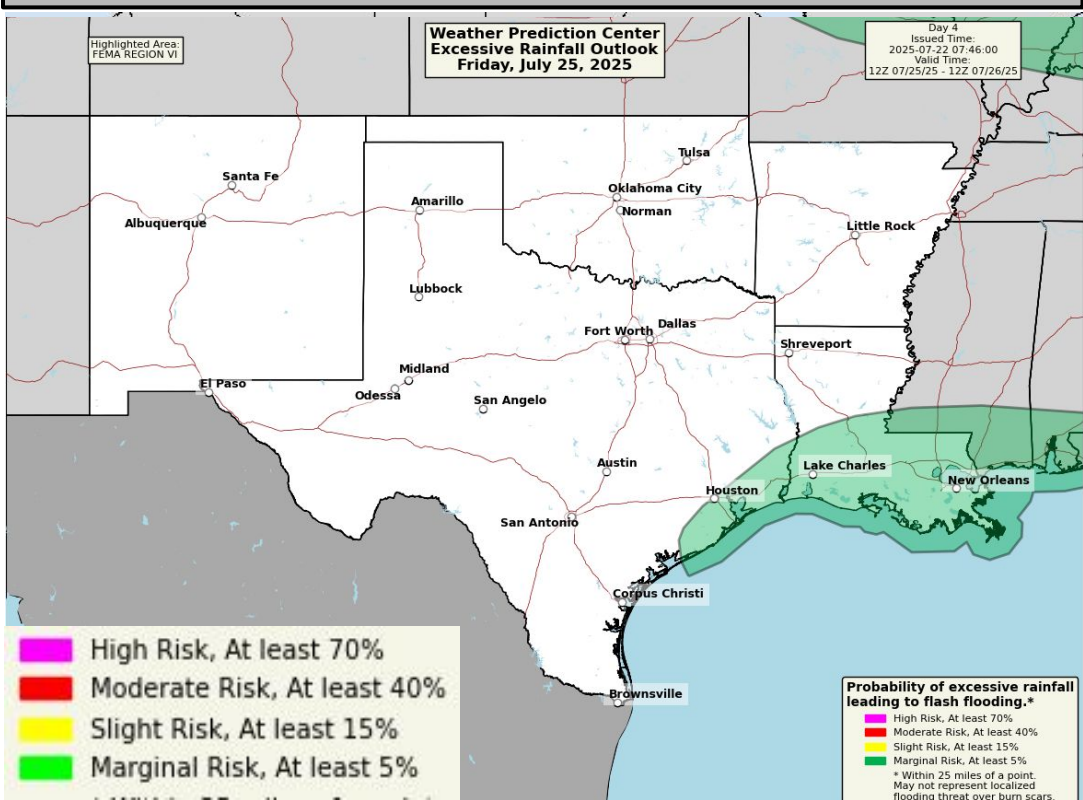 Highlighted Area:
FEMA REGION VI
Weather Prediction Center
Excessive Rainfall Outlook
Friday, July 25, 2025
Day 4
Issued Time:
2025-07-22 07:46:00
Valid Time:
12Z 07/25/25 - 12Z 07/26/25
Tulsa
Santa Fe
Oklahoma City
Amarillo
Norman
Albuquerque
Little Rock
Lubbock
Dallas
Fort Worth
Shreveport
Midland
El Paso
Odessa
San Angelo
Austin
Lake Charles
New Orleans
Houston
San Antonio
Corpus Christi
Brownsville
High Risk, At least 70%
Moderate Risk, At least 40%
Slight Risk, At least 15%
Marginal Risk, At least 5%
Probability of excessive rainfall
leading to flash flooding.*
High Risk, At least 70%
Moderate Risk, At least 40%
Slight Risk, At least 15%
Marginal Risk, At least 5%
* Within 25 miles of a point.
May not represent localized
flooding threat over burn scars.